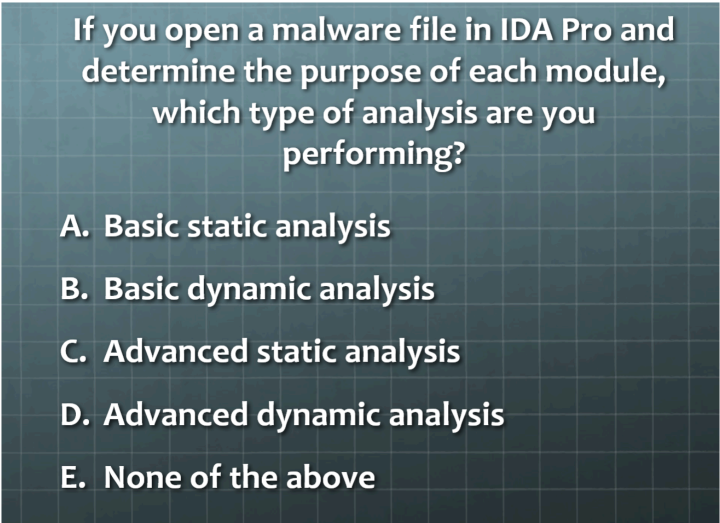 If you open a malware file in IDA Pro and
determine the purpose of each module,
which type of analysis are you
performing?
A. Basic static analysis
B. Basic dynamic analysis
C. Advanced static analysis
D. Advanced dynamic analysis
E. None of the above